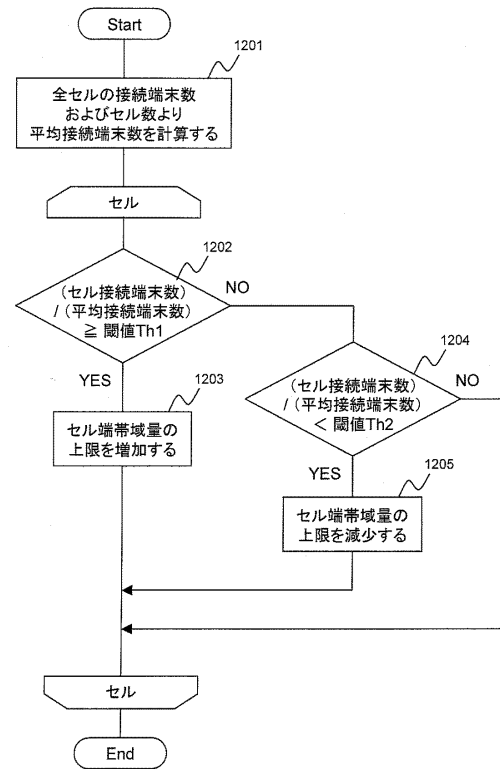 Start
1201
全セルの接続端末数
およびセル数より
平均接続端末数を計算する
セル
1202
(セル接続端末数)
/(平均接続端末数)
≧ 閾値Th1
NO
YES
1203
セル端帯域量の
上限を増加する
1204
(セル接続端末数)
/(平均接続端末数)
< 閾値Th2
NO
YES
1205
セル端帯域量の
上限を減少する
セル
End